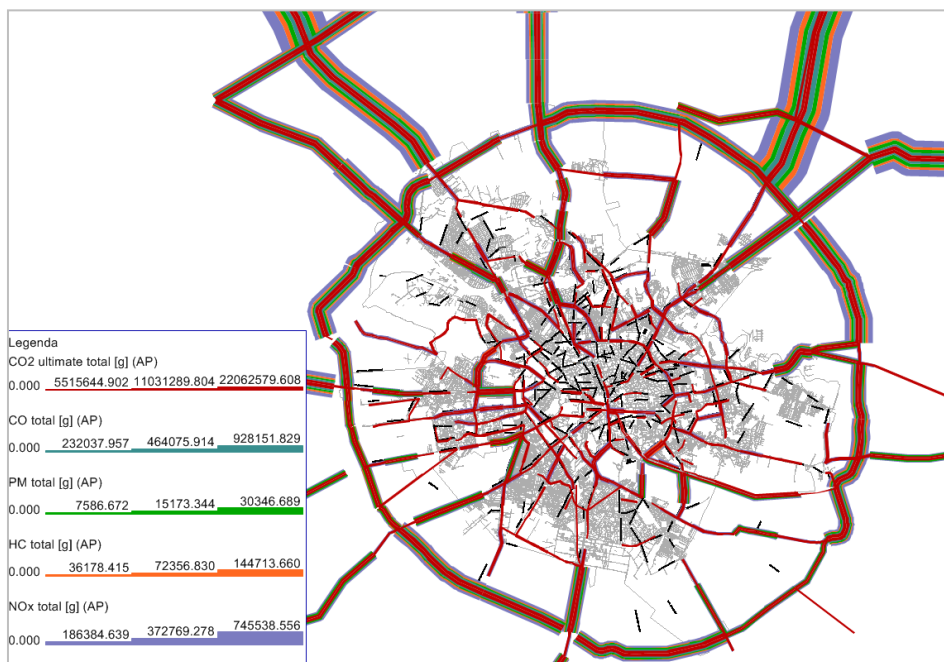 Legenda
CO2 ultimate total [g] (AP)
0.000 5515644.902 11031289.804 22062579.608
CO total [g] (AP)
0.000 232037.957 464075.914 928151.829
PM total [g] (AP)
0.000 7586.672 15173.344 30346.689
HC total [g] (AP)
0.000 36178.415 72356.830 144713.660
NOx total [g] (AP)
0.000 186384.639 372769.278 745538.556